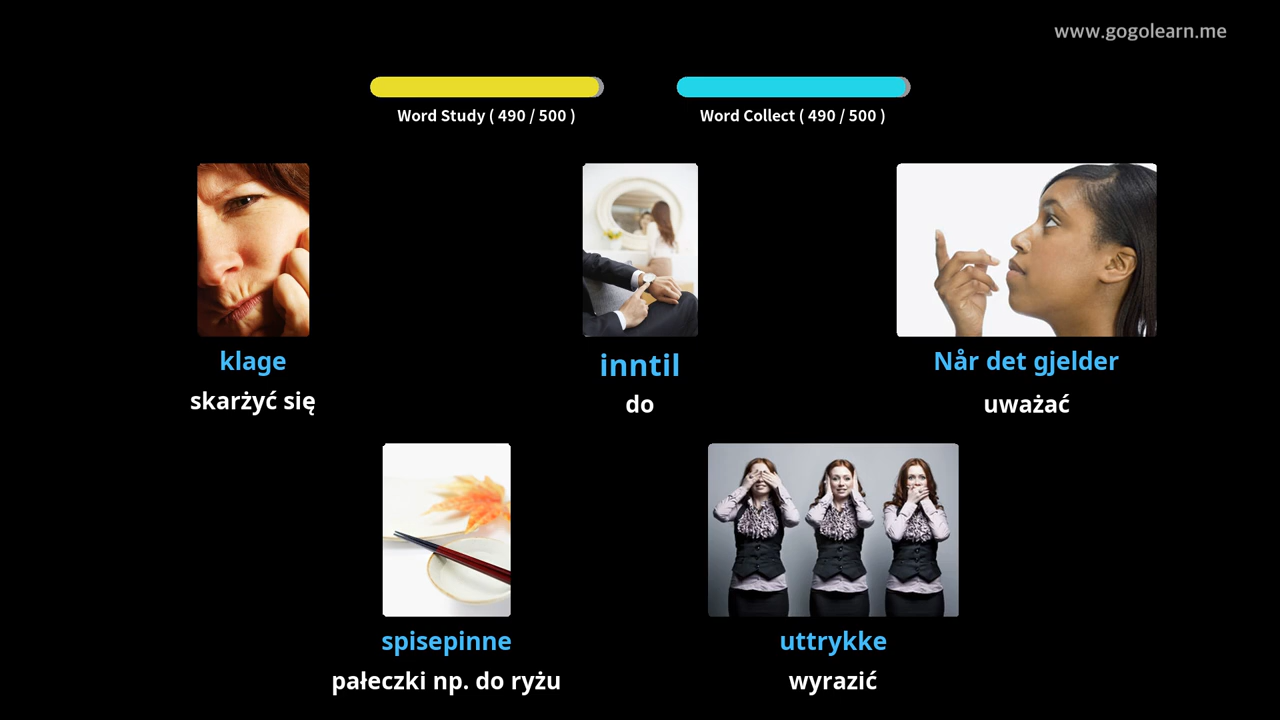 www.gogolearn.me
Word Study ( 490 / 500 )
Word Collect ( 490 / 500 )
klage
skarżyć się
inntil
do
Når det gjelder
uważać
spisepinne
pałeczki np. do ryżu
uttrykke
wyrazić